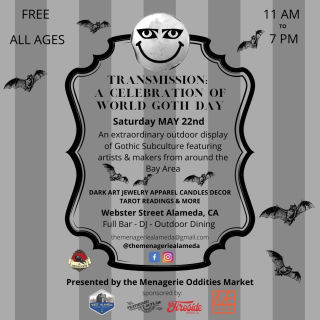 FREE
ALL AGES
11 AM
TO
7 PM
TRANSMISSION:
A CELEBRATION OF
WORLD GOTH DAY
Saturday MAY 22nd
An extraordinary outdoor display
of Gothic Subculture featuring
artists & makers from around the
Bay Area
DARK ART JEWELRY APPAREL CANDLES DECOR
TAROT READINGS & MORE
Webster Street Alameda, CA
Full Bar - DJ - Outdoor Dining
themenageriealameda@gmail.com
@themenageriealameda
Presented by the Menagerie Oddities Market
sponsored by:
Fireside